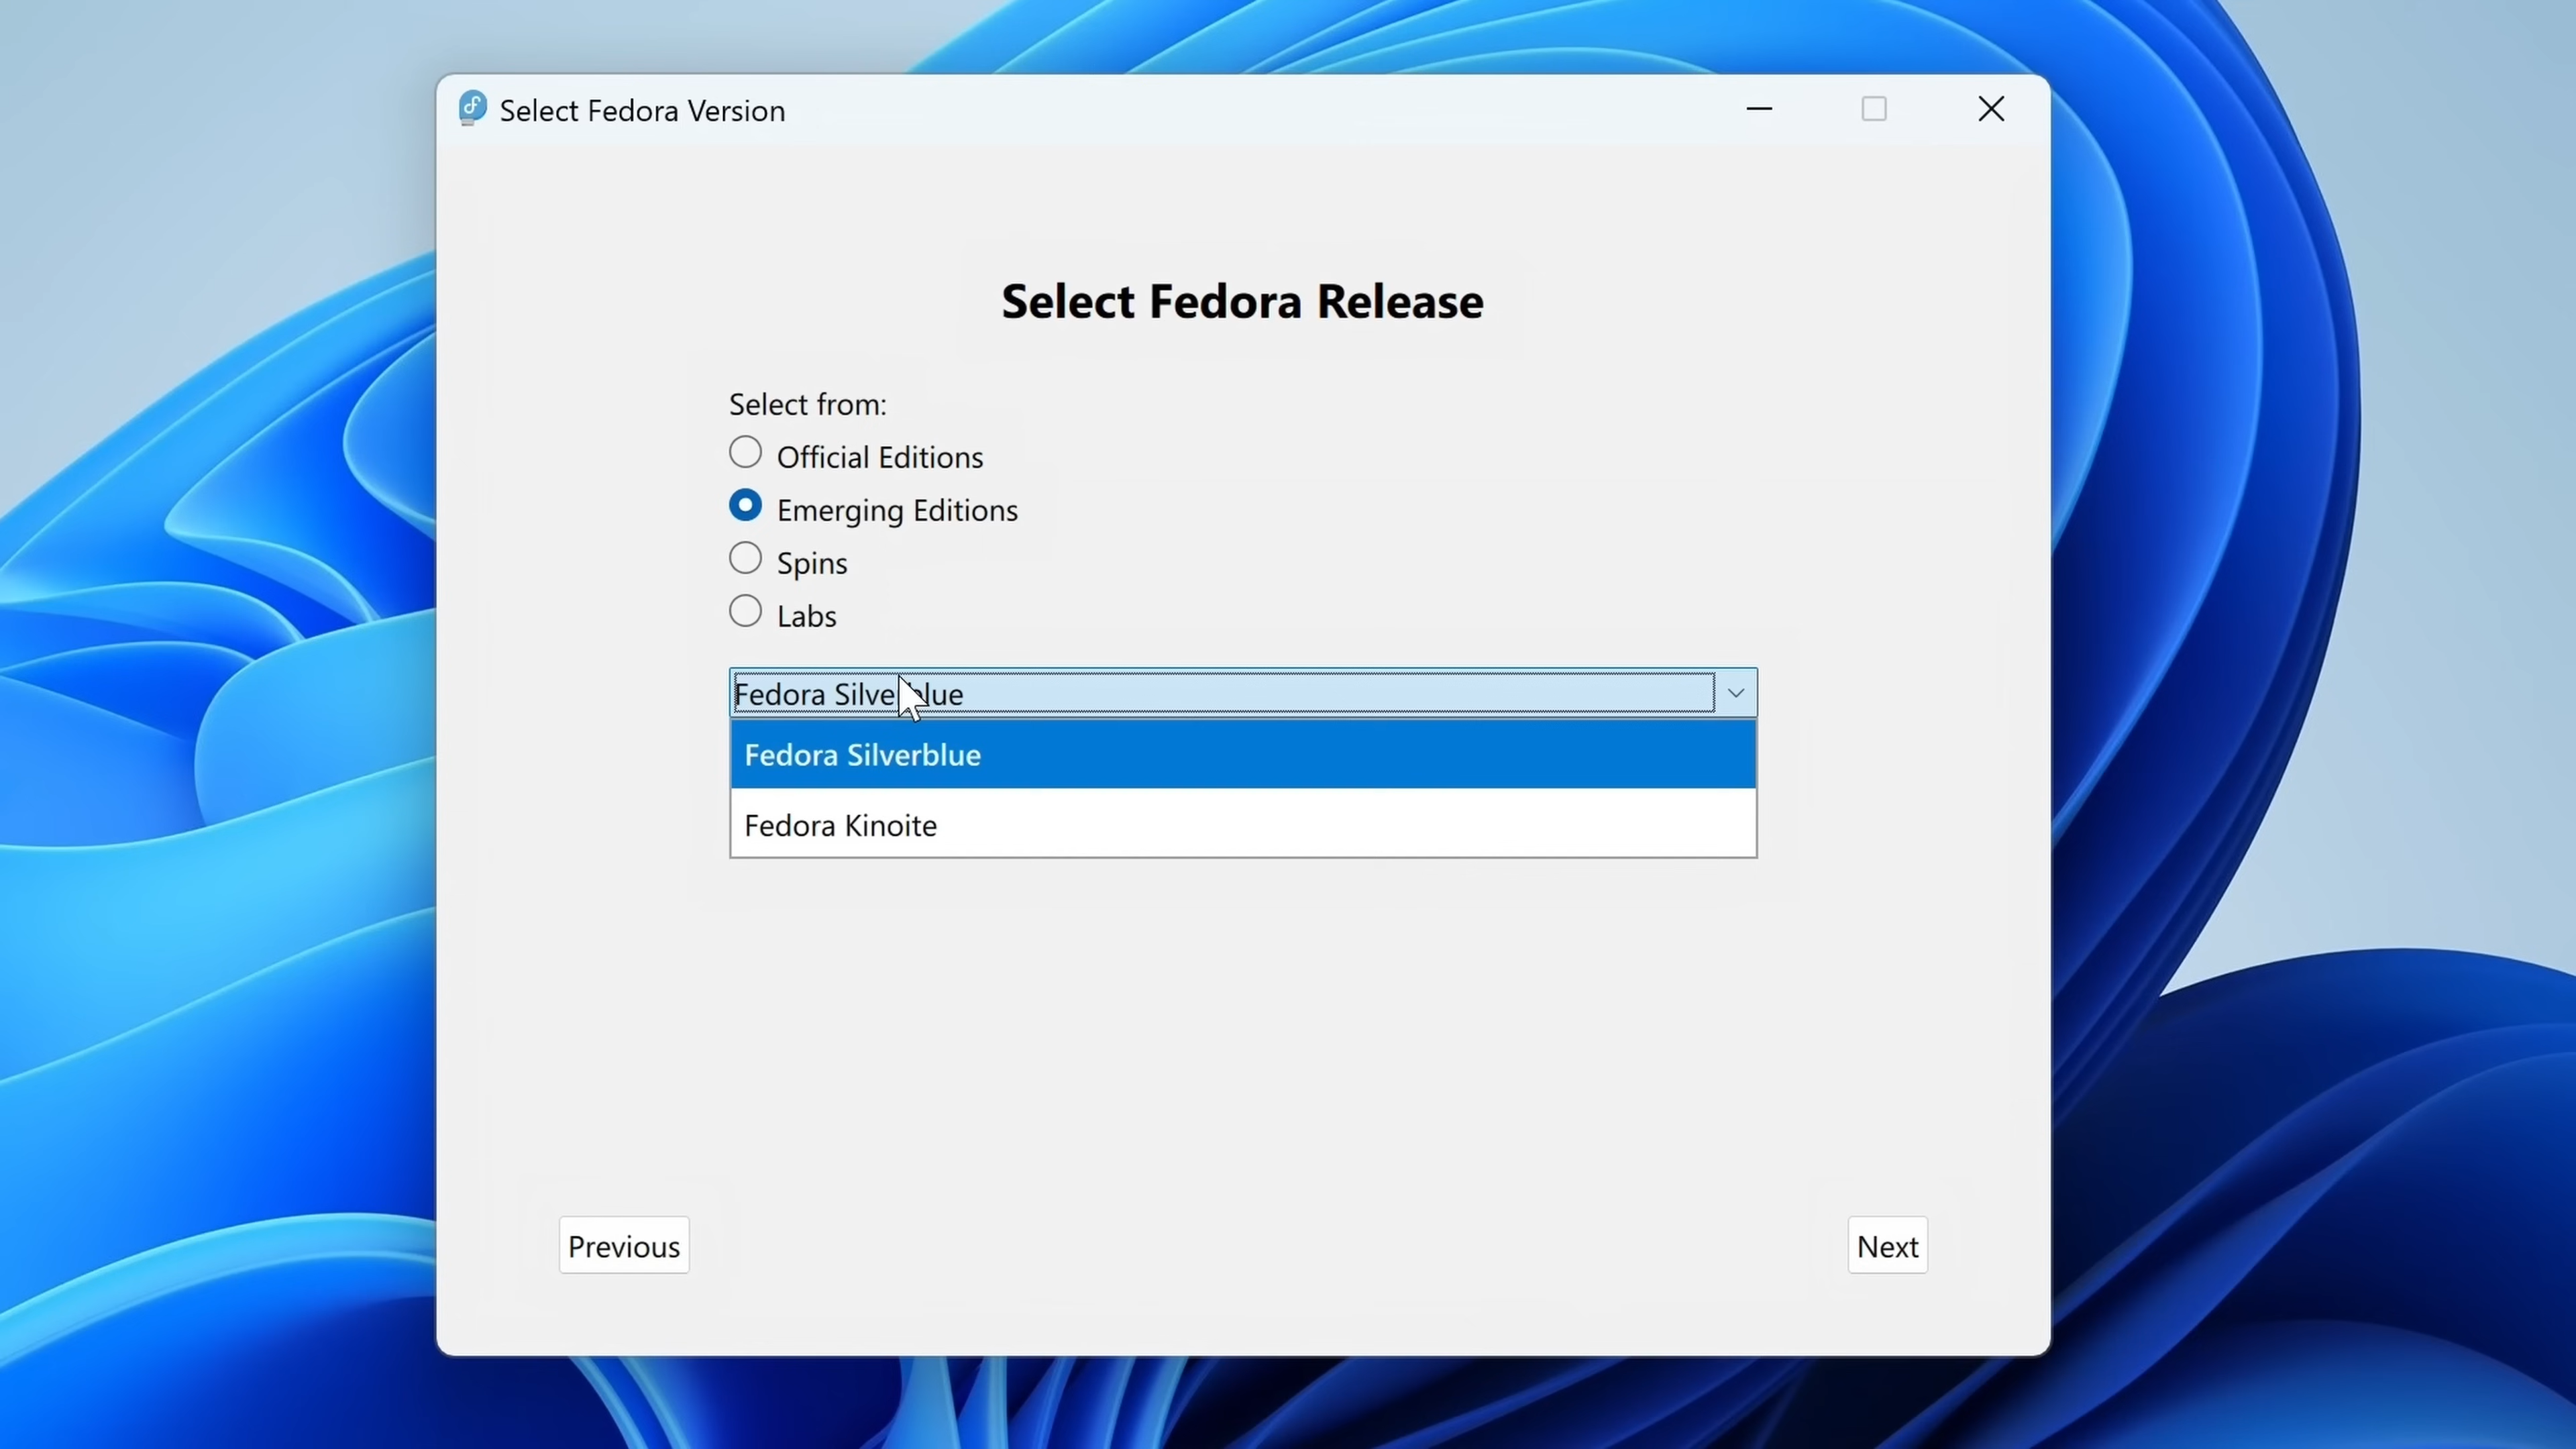 Select Fedora Version
Select Fedora Release
Select from:
Official Editions
Emerging Editions
Spins
Labs
Fedora Silverblue
Fedora Silverblue
Fedora Kinoite
Previous
Next